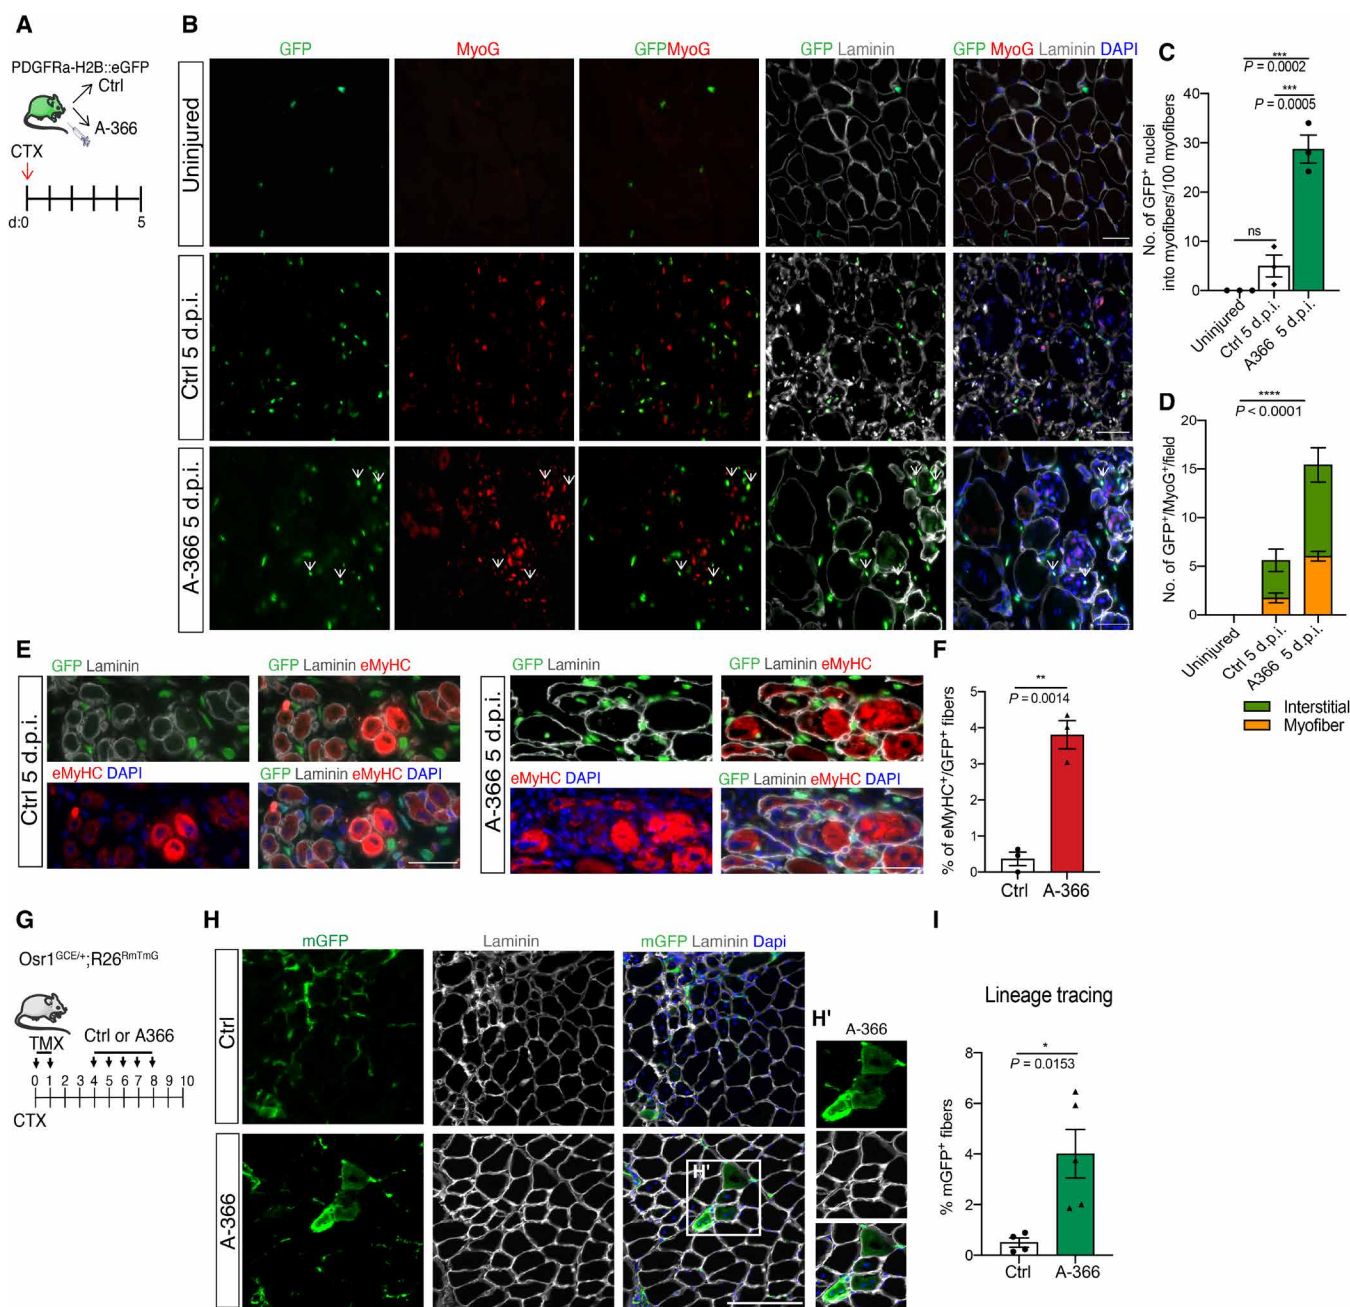 A
PDGFRa-H2B::eGFP
Ctrl
A-366
CTX
d:0
5
B
GFP
MyoG
GFPMyoG
GFP Laminin
GFP MyoG Laminin DAPI
Uninjured
Ctrl 5 d.p.i.
A-366 5 d.p.i.
C
***
P = 0.0002
***
P = 0.0005
ns
No. of GFP+ nuclei
into myofibers/100 myofibers
40
30
20
10
0
Uninjured
Ctrl 5 d.p.i.
A366 5 d.p.i.
D
****
P < 0.0001
No. of GFP+/MyoG+/field
20
15
10
5
0
Uninjured
Ctrl 5 d.p.i.
A366 5 d.p.i.
Interstitial
Myofiber
E
Ctrl 5 d.p.i.
GFP Laminin
GFP Laminin eMyHC
eMyHC DAPI
GFP Laminin eMyHC DAPI
A-366 5 d.p.i.
GFP Laminin
GFP Laminin eMyHC
eMyHC DAPI
GFP Laminin eMyHC DAPI
F
**
P = 0.0014
% of eMyHC+/GFP+ fibers
5
4
3
2
1
0
Ctrl
A-366
G
Osr1GCE/+;R26RmTmG
TMX
Ctrl or A366
0 1 2 3 4 5 6 7 8 9 10
CTX
H
mGFP
Laminin
mGFP Laminin Dapi
Ctrl
A-366
H'
H'
A-366
I
Lineage tracing
*
P = 0.0153
% mGFP+ fibers
8
6
4
2
0
Ctrl
A-366